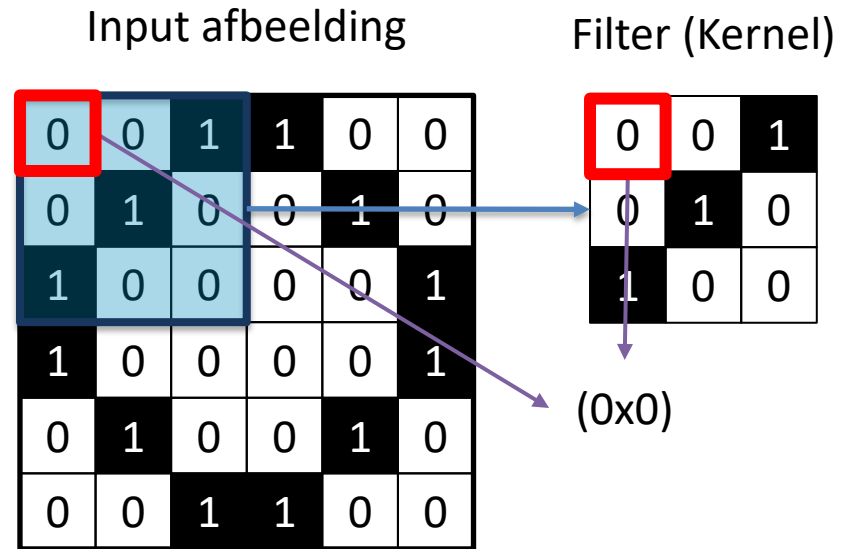 Input afbeelding Filter (Kernel)
0 0 1 1 0 0 0 0 1
0 1 0 0 1 0 0 1 0
1 0 0 0 0 1 1 0 0
1 0 0 0 0 1
(0x0)
0 1 0 0 1 0
0 0 1 1 0 0